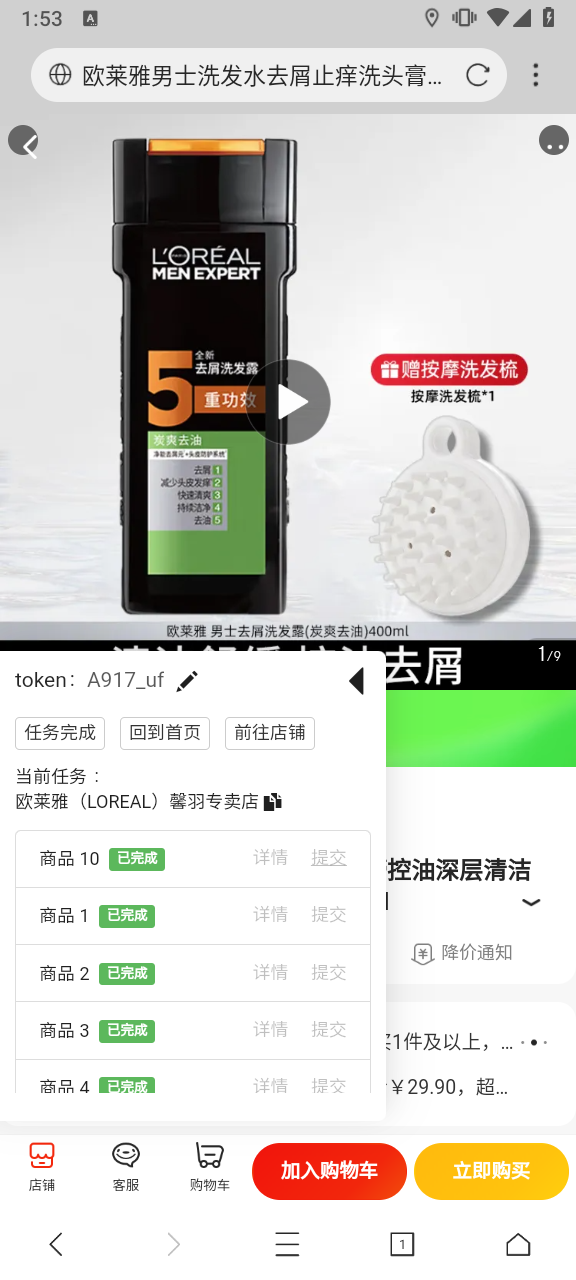 1:53
A
欧莱雅男士洗发水去屑止痒洗头膏...
L'ORÉAL
PARIS
MEN EXPERT
全新
去屑洗发露
5重功效
炭爽去油
去屑1
减少头皮发痒2
快速清爽3
持续洁净4
去油5
赠按摩洗发梳
按摩洗发梳*1
欧莱雅 男士去屑洗发露(炭爽去油)400ml
去屑
1/9
token： A917_uf
任务完成 回到首页 前往店铺
当前任务：
欧莱雅（LOREAL）馨羽专卖店
商品 10 已完成 详情 提交
商品 1 已完成 详情 提交
商品 2 已完成 详情 提交
商品 3 已完成 详情 提交
商品 4 已完成 详情 提交
控油深层清洁
降价通知
买1件及以上，...
￥29.90，超...
店铺 客服 购物车 加入购物车 立即购买
1